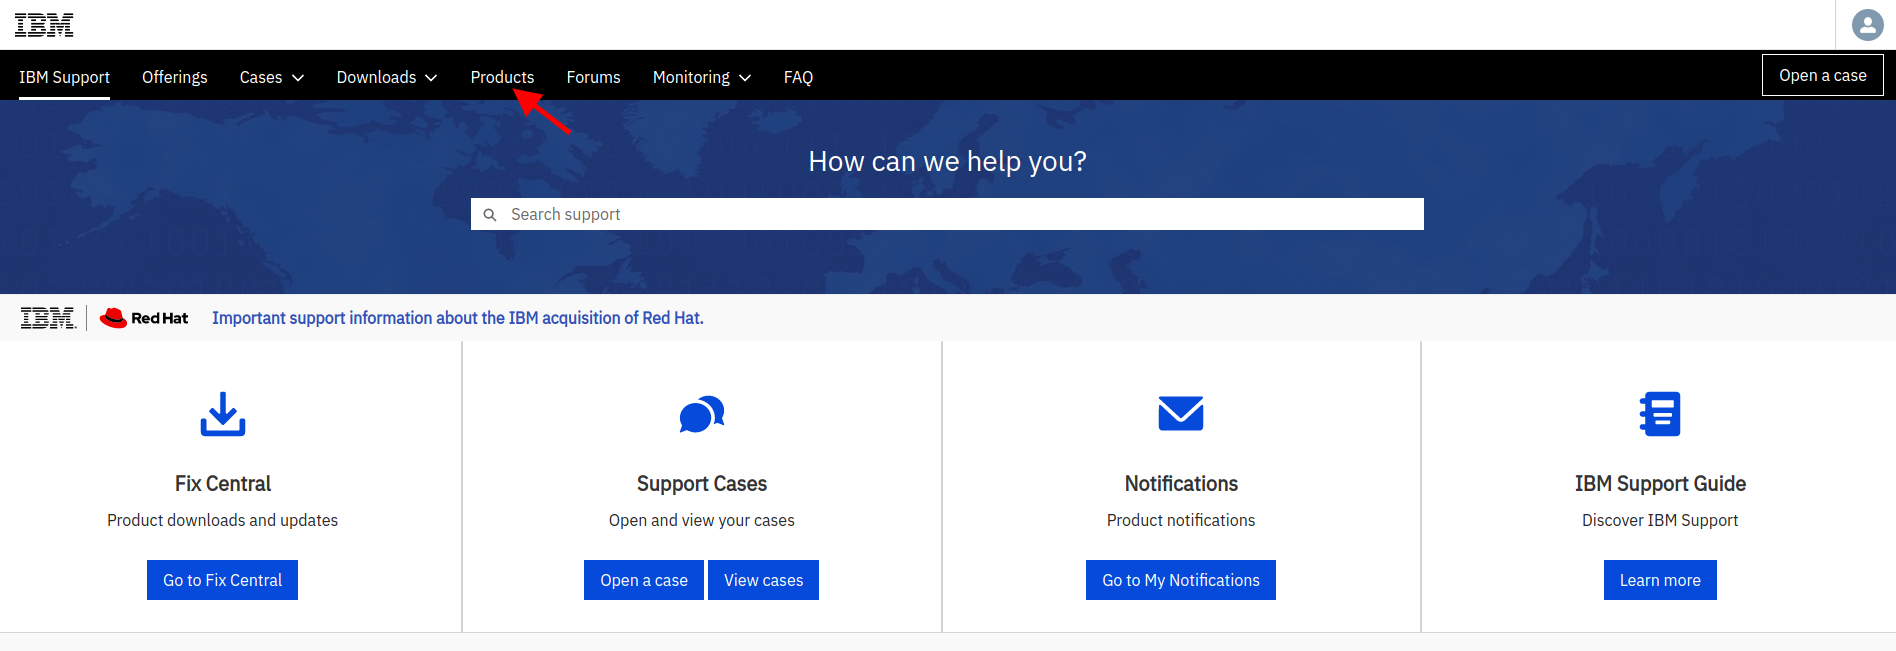 IBM
IBM Support Offerings Cases Downloads Products Forums Monitoring FAQ Open a case
How can we help you?
Search support
IBM Red Hat Important support information about the IBM acquisition of Red Hat.
Fix Central
Product downloads and updates
Go to Fix Central
Support Cases
Open and view your cases
Open a case View cases
Notifications
Product notifications
Go to My Notifications
IBM Support Guide
Discover IBM Support
Learn more